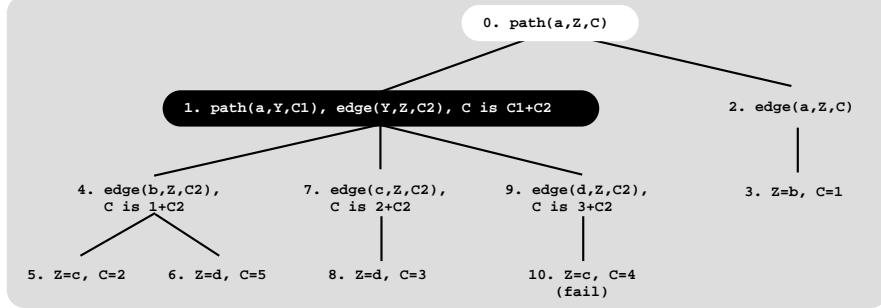 0. path(a,Z,C)
1. path(a,Y,C1), edge(Y,Z,C2), C is C1+C2
2. edge(a,Z,C)
4. edge(b,Z,C2),
C is 1+C2
7. edge(c,Z,C2),
C is 2+C2
9. edge(d,Z,C2),
C is 3+C2
3. Z=b, C=1
5. Z=c, C=2
6. Z=d, C=5
8. Z=d, C=3
10. Z=c, C=4
(fail)